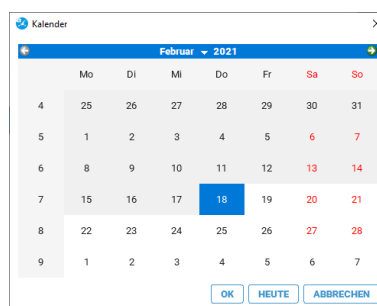 Kalender
Februar 2021
Mo Di Mi Do Fr Sa So
4 25 26 27 28 29 30 31
5 1 2 3 4 5 6 7
6 8 9 10 11 12 13 14
7 15 16 17 18 19 20 21
8 22 23 24 25 26 27 28
9 1 2 3 4 5 6 7
OK HEUTE ABBRECHEN